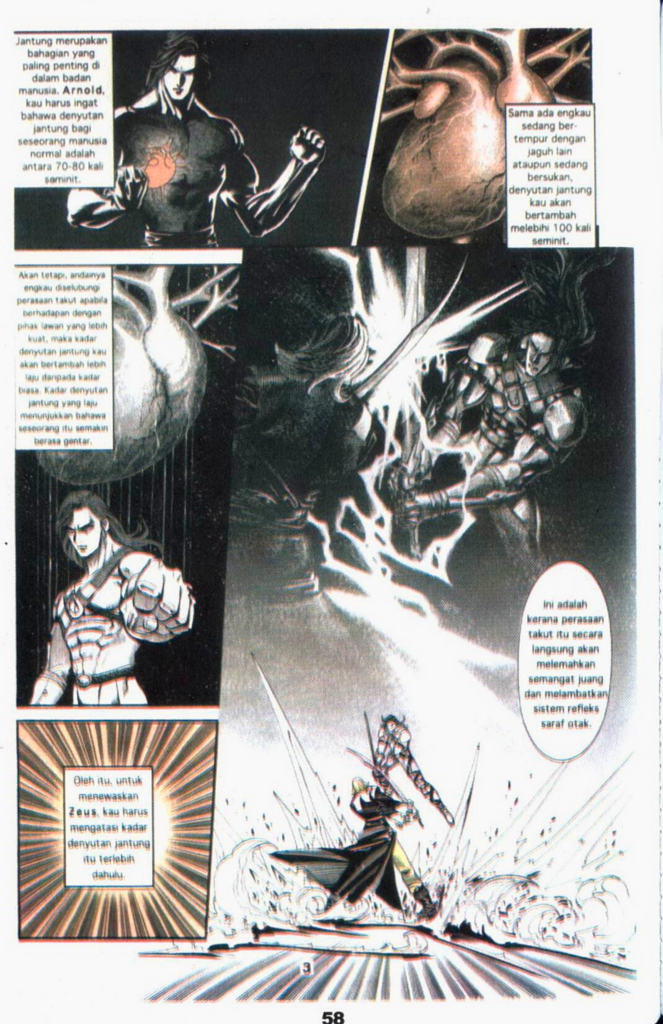 Jantung merupakan
bahagian yang
paling penting di
dalam badan
manusia. Arnold,
kau harus ingat
bahawa denyutan
jantung bagi
seseorang manusia
normal adalah
antara 70-80 kali
seminit.
Sama ada engkau
sedang ber-
tempur dengan
jaguh lain
ataupun sedang
bersukan,
denyutan jantung
kau akan
bertambah
melebihi 100 kali
seminit.
Akan tetapi, andainya
engkau diselubungi
perasaan takut apabila
berhadapan dengan
pihak lawan yang lebih
kuat, maka kadar
denyutan jantung kau
akan bertambah lebih
laju daripada kadar
biasa. Kadar denyutan
jantung yang laju
menunjukkan bahawa
seseorang itu semakin
berasa gentar.
Ini adalah
kerana perasaan
takut itu secara
langsung akan
melemahkan
semangat juang
dan melambatkan
sistem refleks
saraf otak.
Oleh itu, untuk
menewaskan
Zeus, kau harus
mengatasi kadar
denyutan jantung
itu terlebih
dahulu.
3
58